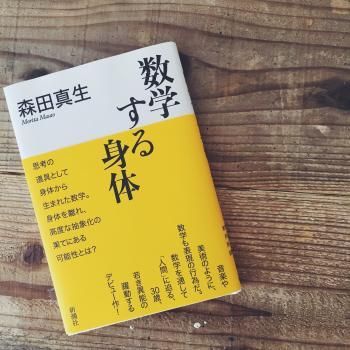 数学する身体
森田真生
Morita Masao
思考の
道具として
身体から
生まれた数学。
身体を離れ、
高度な抽象化の
果てにある
可能性とは?
音楽や
美術のように、
数学も表現の行為だ。
数学を通して
「人間」に迫る、
30歳、
若き異能の
躍動する
デビュー作!
新潮社